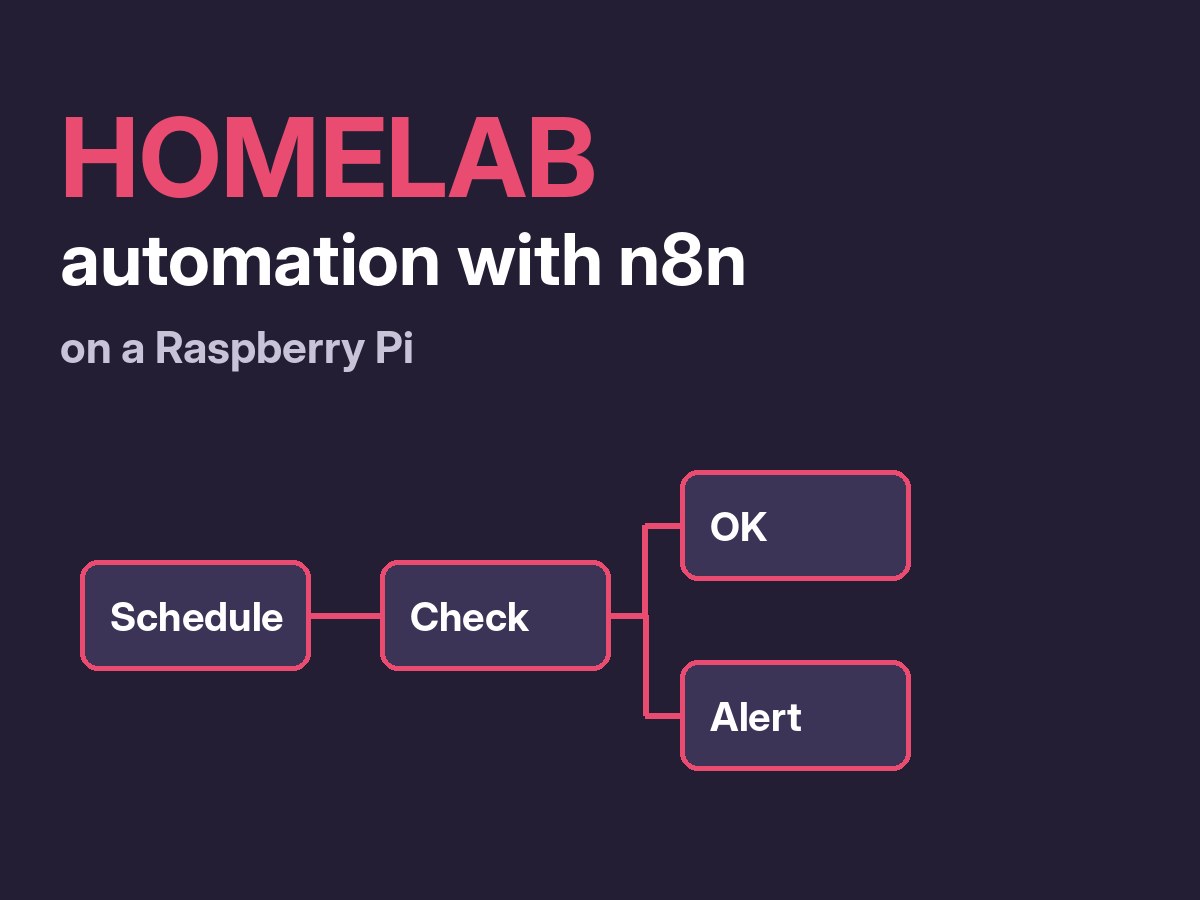 HOMELAB
automation with n8n
on a Raspberry Pi
Schedule
Check
OK
Alert